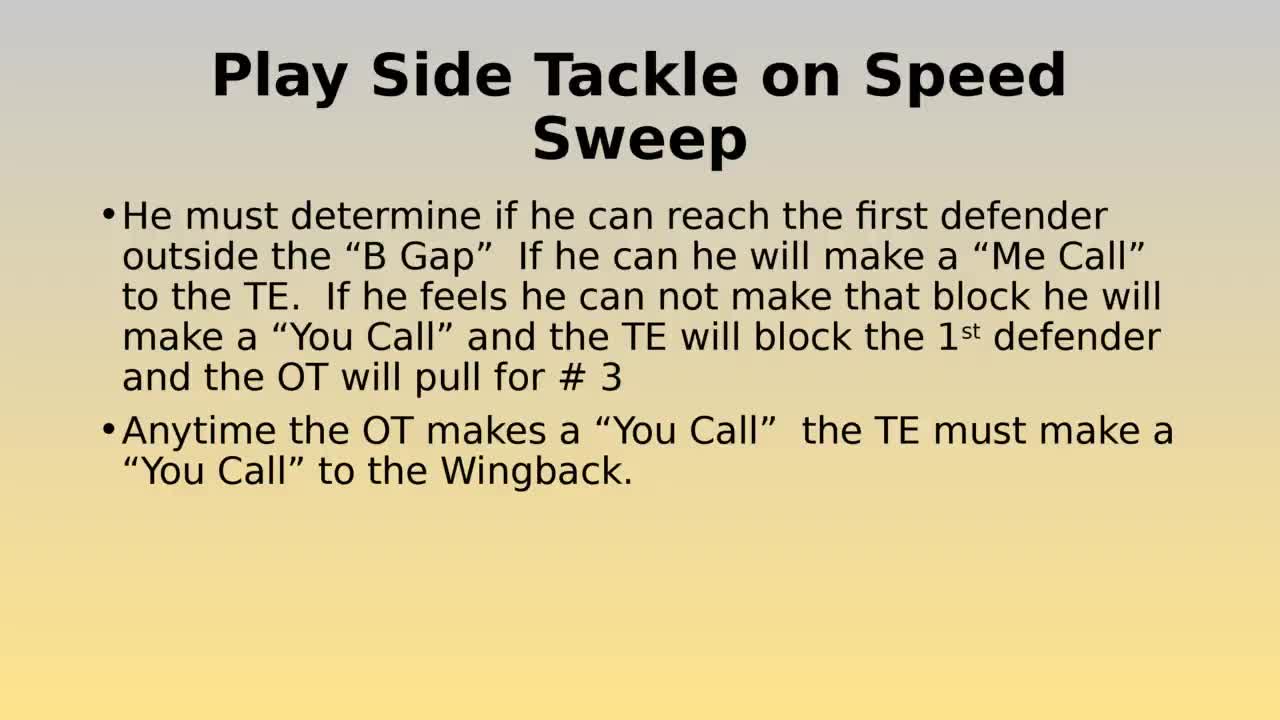 Play Side Tackle on Speed
Sweep
•He must determine if he can reach the first defender
outside the “B Gap”  If he can he will make a “Me Call”
to the TE.  If he feels he can not make that block he will
make a “You Call” and the TE will block the 1st defender
and the OT will pull for # 3
•Anytime the OT makes a “You Call”  the TE must make a
“You Call” to the Wingback.